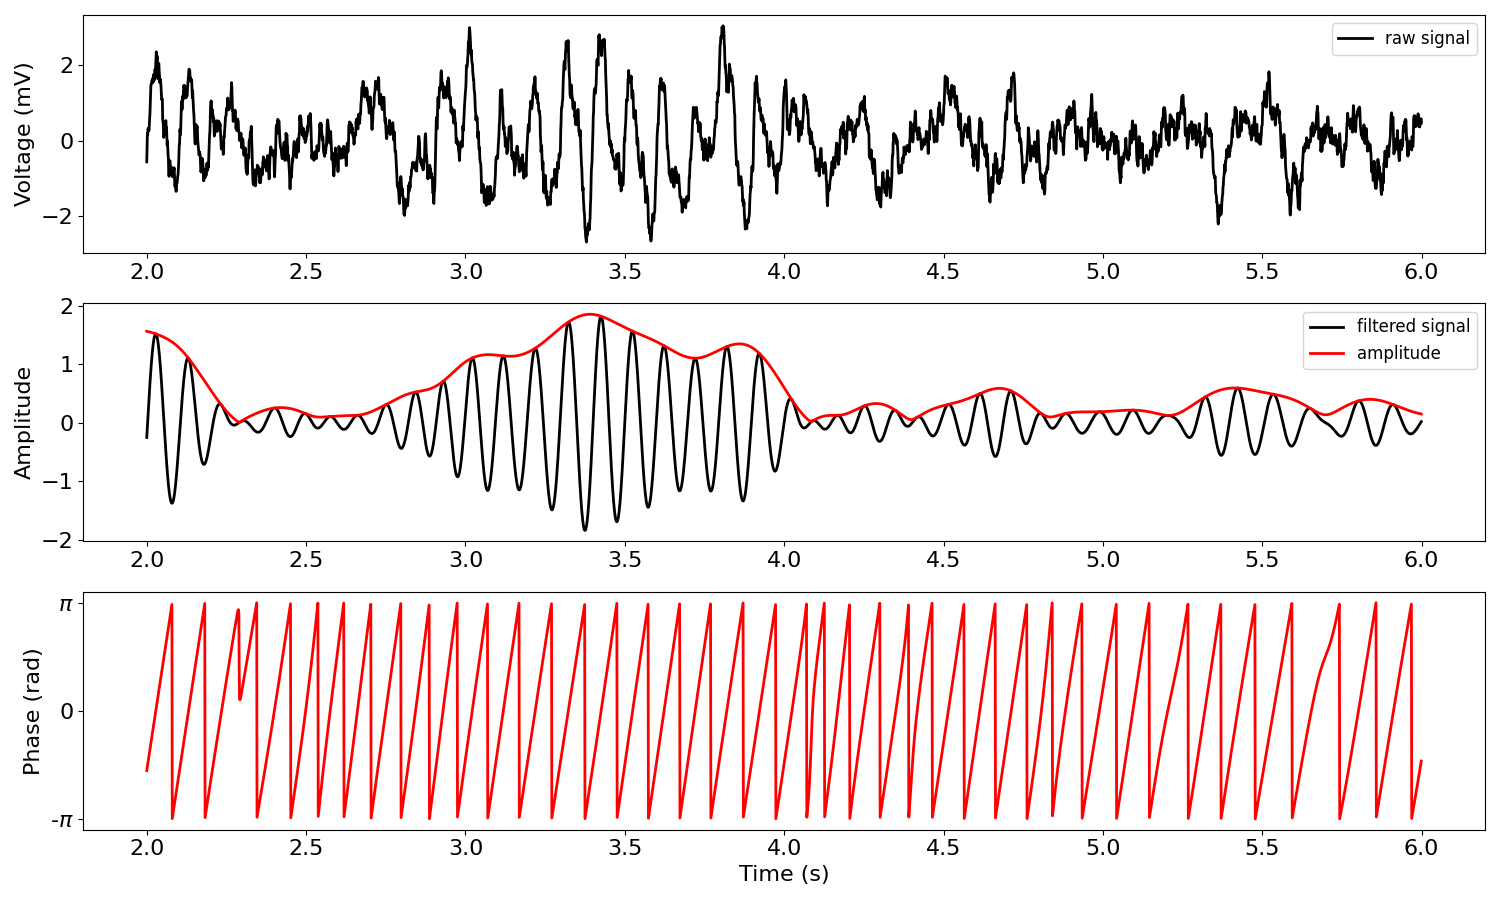 raw signal
Voltage (mV)
2
0
−2
2.0 2.5 3.0 3.5 4.0 4.5 5.0 5.5 6.0
filtered signal
amplitude
Amplitude
2
1
0
−1
−2
2.0 2.5 3.0 3.5 4.0 4.5 5.0 5.5 6.0
Phase (rad)
π
0
-π
2.0 2.5 3.0 3.5 4.0 4.5 5.0 5.5 6.0
Time (s)